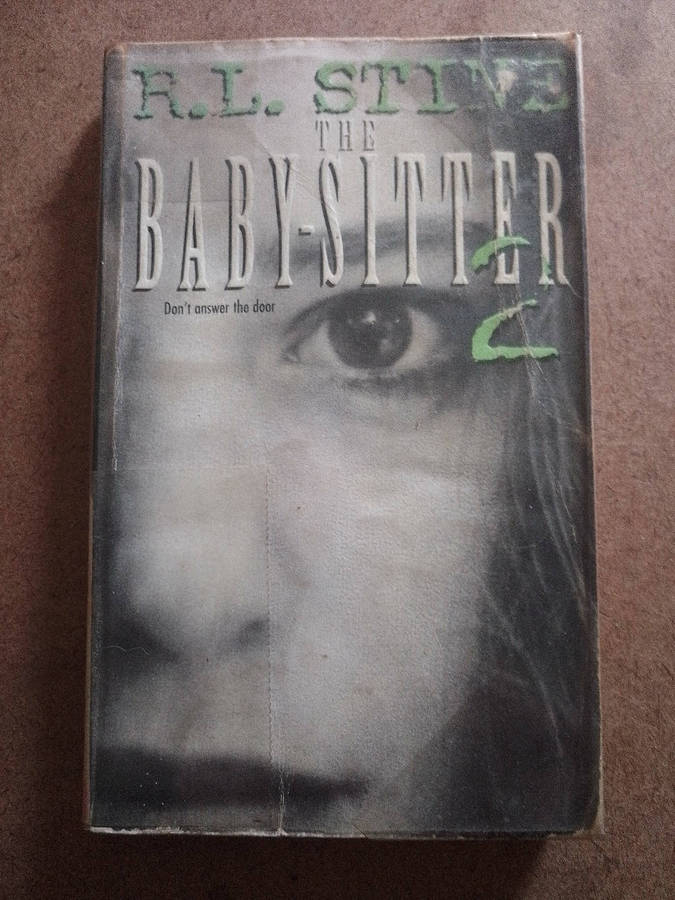 R.L. STINE
THE
BABY-SITTER
2
Don't answer the door